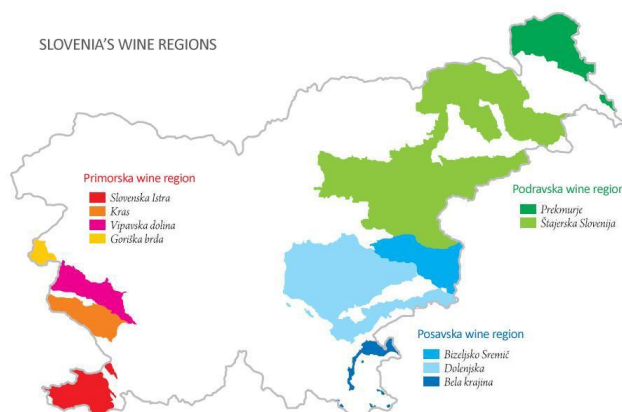 SLOVENIA'S WINE REGIONS
Primorska wine region
Slovenska Istra
Kras
Vipavska dolina
Goriška brda
Podravska wine region
Prekmurje
Štajerska Slovenija
Posavska wine region
Bizeljsko Sremič
Dolenjska
Bela krajina